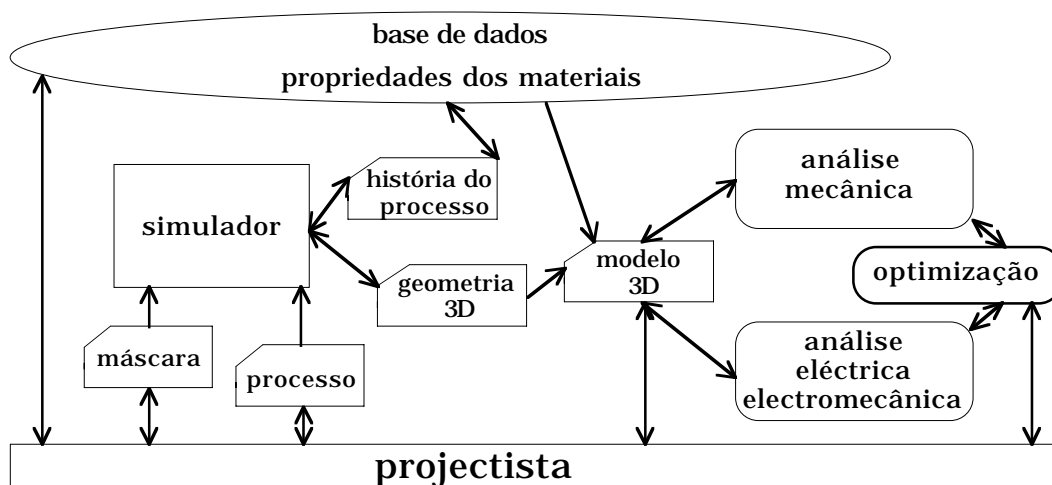 base de dados
propriedades dos materiais
análise
mecânica
história do
processo
simulador
modelo
3D
optimização
geometria
3D
máscara
processo
análise
eléctrica
electromecânica
projectista